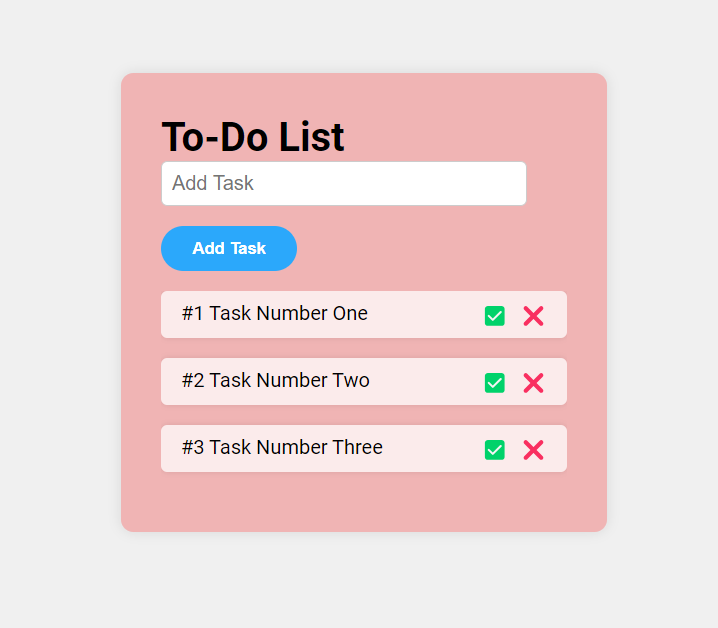 To-Do List
Add Task
Add Task
#1 Task Number One
#2 Task Number Two
#3 Task Number Three